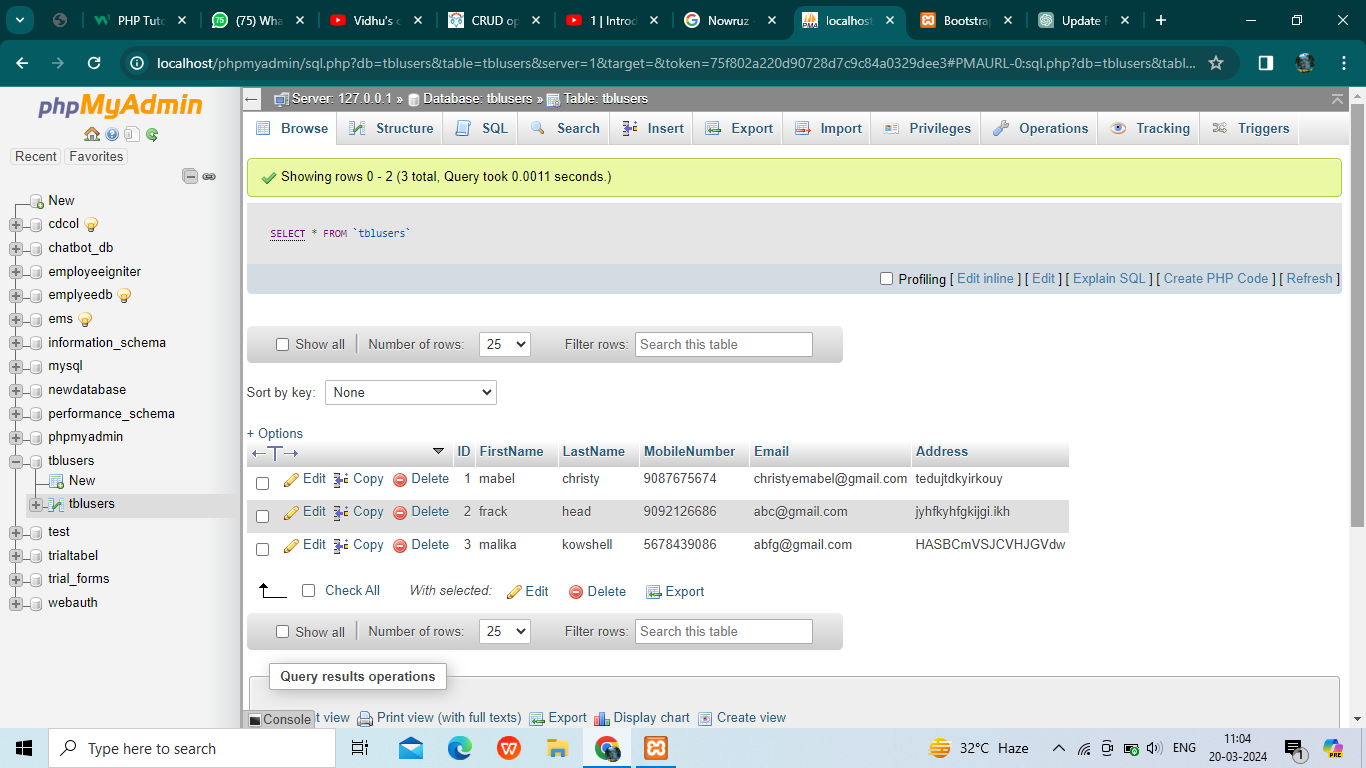 PHP Tuto
(75) Wha
Vidhu's c
CRUD op
1 | Introd
Nowruz -
localhost
Bootstrap
Update F
localhost/phpmyadmin/sql.php?db=tblusers&table=tblusers&server=1&target=&token=75f802a220d90728d7c9c84a0329dee3#PMAURL-0:sql.php?db=tblusers&tabl...
phpMyAdmin
Recent Favorites
New
cdcol
chatbot_db
employeeigniter
emplyeedb
ems
information_schema
mysql
newdatabase
performance_schema
phpmyadmin
tblusers
New
tblusers
test
trialtabel
trial_forms
webauth
Server: 127.0.0.1 » Database: tblusers » Table: tblusers
Browse Structure SQL Search Insert Export Import Privileges Operations Tracking Triggers
Showing rows 0 - 2 (3 total, Query took 0.0011 seconds.)
SELECT * FROM `tblusers`
Profiling [ Edit inline ] [ Edit ] [ Explain SQL ] [ Create PHP Code ] [ Refresh ]
Show all Number of rows: 25 Filter rows: Search this table
Sort by key: None
+ Options
←T→ ID FirstName LastName MobileNumber Email Address
Edit Copy Delete 1 mabel christy 9087675674 christyemabel@gmail.com tedujtdkyirkouy
Edit Copy Delete 2 frack head 9092126686 abc@gmail.com jyhfkyhfgkijgi.ikh
Edit Copy Delete 3 malika kowshell 5678439086 abfg@gmail.com HASBCmVSJCVHJGVdw
Check All With selected: Edit Delete Export
Show all Number of rows: 25 Filter rows: Search this table
Query results operations
Console t view Print view (with full texts) Export Display chart Create view
Type here to search
32°C Haze
ENG
11:04
20-03-2024
1
PRE